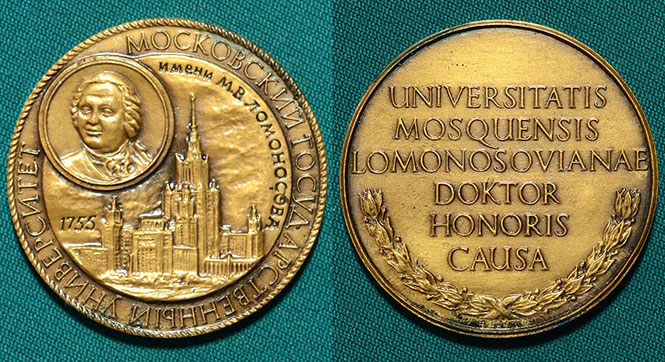 МОСКОВСКИЙ ГОСУДАРСТВЕННЫЙ УНИВЕРСИТЕТ
ИМЕНИ М.В. ЛОМОНОСОВА
1755
UNIVERSITATIS
MOSQUENSIS
LOMONOSOVIANAE
DOKTOR
HONORIS
CAUSA